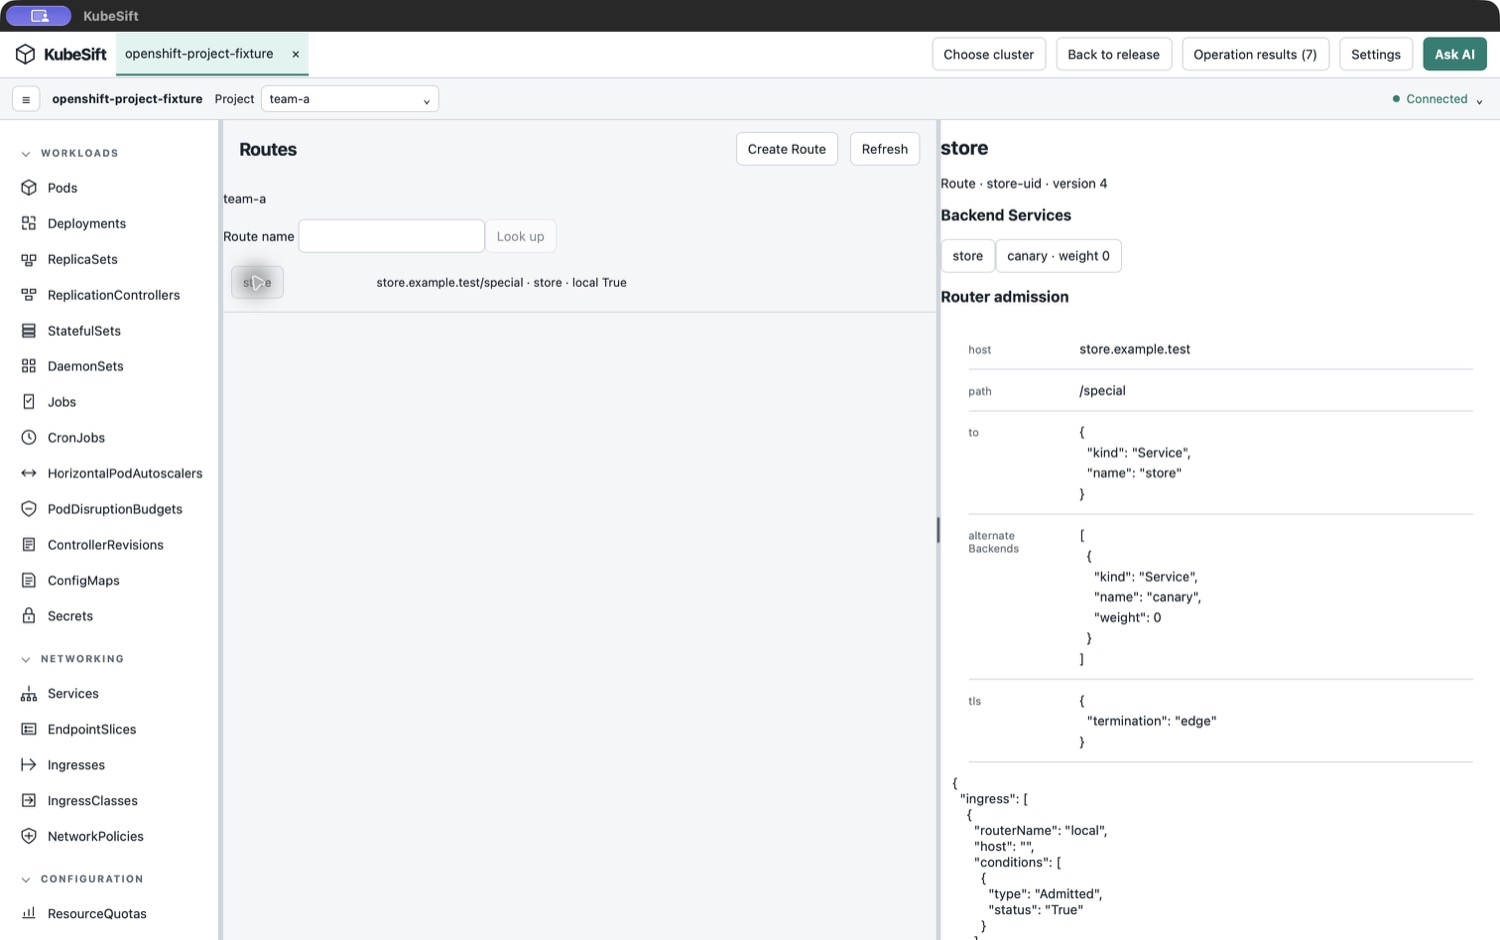 KubeSift
KubeSift
openshift-project-fixture ×
Choose cluster
Back to release
Operation results (7)
Settings
Ask AI
openshift-project-fixture
Project
team-a
Connected
WORKLOADS
Pods
Deployments
ReplicaSets
ReplicationControllers
StatefulSets
DaemonSets
Jobs
CronJobs
HorizontalPodAutoscalers
PodDisruptionBudgets
ControllerRevisions
ConfigMaps
Secrets
NETWORKING
Services
EndpointSlices
Ingresses
IngressClasses
NetworkPolicies
CONFIGURATION
ResourceQuotas
Routes
Create Route
Refresh
team-a
Route name
Look up
store
store.example.test/special · store · local True
store
Route · store-uid · version 4
Backend Services
store
canary · weight 0
Router admission
host
store.example.test
path
/special
to
{
"kind": "Service",
"name": "store"
}
alternate
Backends
[
{
"kind": "Service",
"name": "canary",
"weight": 0
}
]
tls
{
"termination": "edge"
}
{
"ingress": [
{
"routerName": "local",
"host": "",
"conditions": [
{
"type": "Admitted",
"status": "True"
}